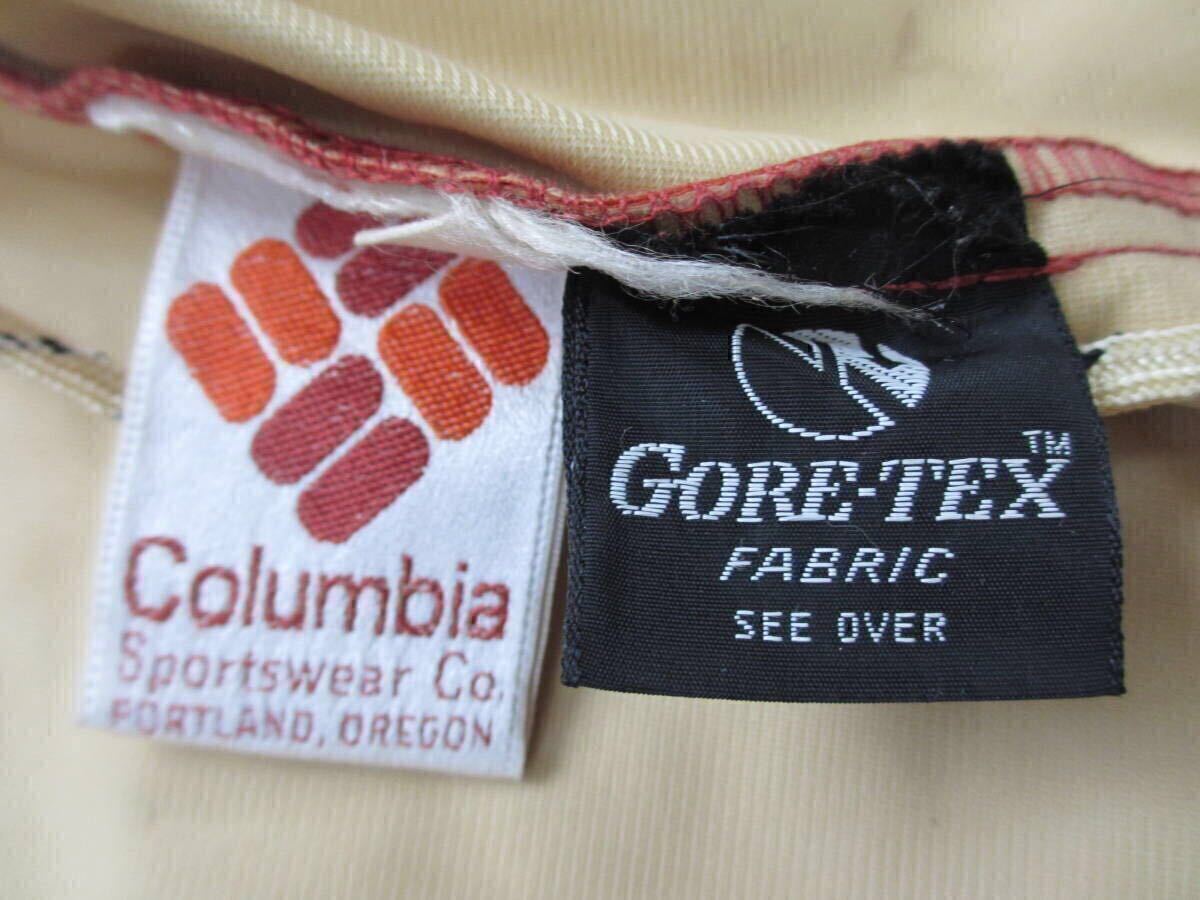 Columbia
Sportswear Co.
PORTLAND, OREGON
GORE-TEX™
FABRIC
SEE OVER